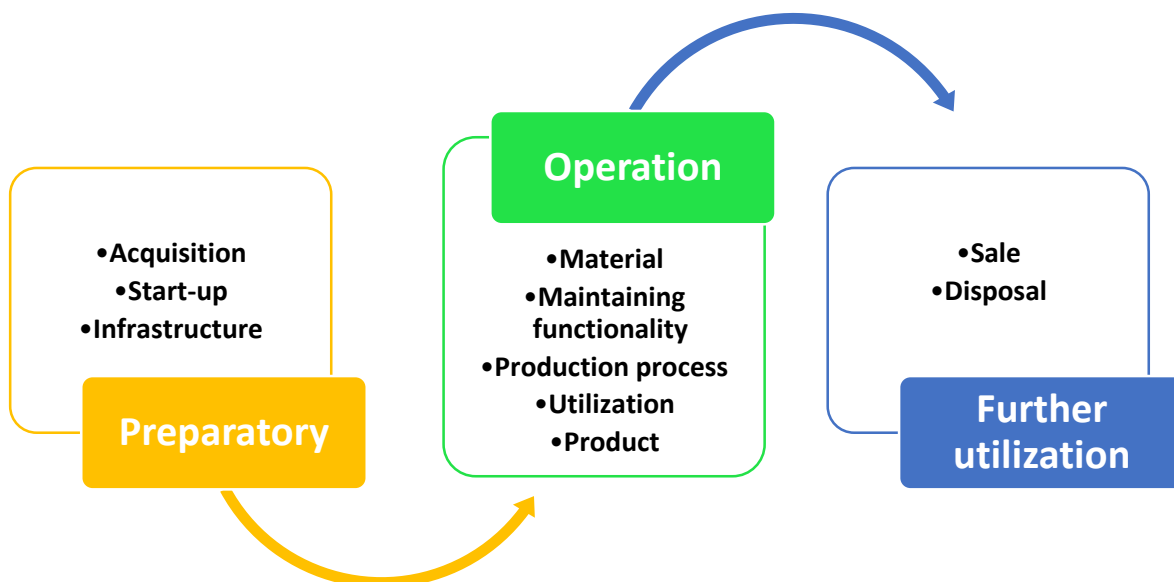 •Acquisition
•Start-up
•Infrastructure
Preparatory
Operation
•Material
•Maintaining
functionality
•Production process
•Utilization
•Product
•Sale
•Disposal
Further
utilization